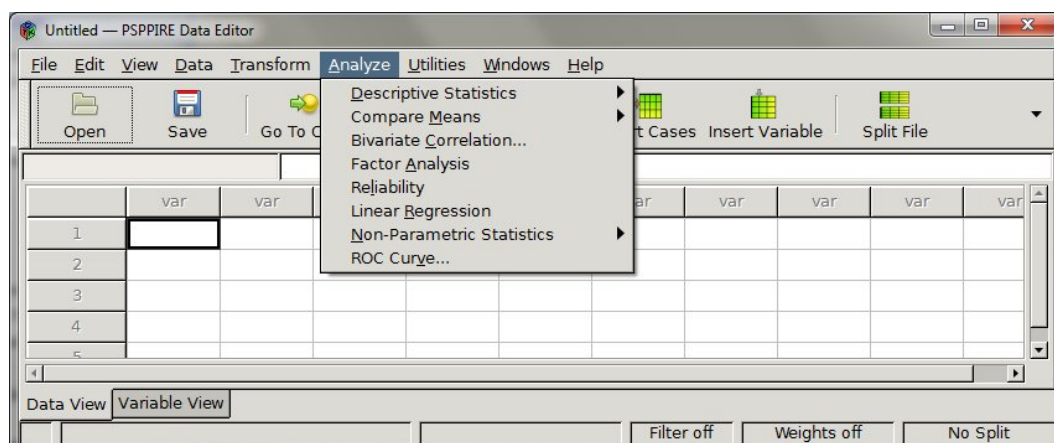 Untitled — PSPPIRE Data Editor
File Edit View Data Transform Analyze Utilities Windows Help
Descriptive Statistics
Compare Means
Bivariate Correlation...
Factor Analysis
Reliability
Linear Regression
Non-Parametric Statistics
ROC Curve...
Open Save Go To Cases Insert Variable Split File
var var var var var var
1
2
3
4
5
Data View Variable View
Filter off Weights off No Split